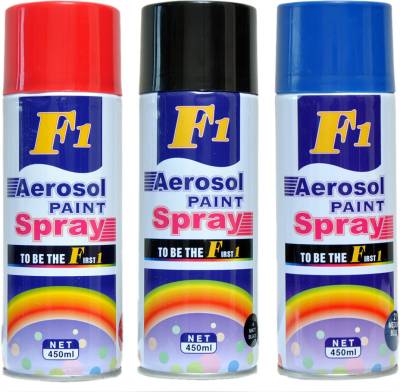 F1
Aerosol
PAINT
Spray
TO BE THE FIRST 1
NET
450ml
F1
Aerosol
PAINT
Spray
TO BE THE FIRST 1
NET
450ml
F1
Aerosol
PAINT
Spray
TO BE THE FIRST 1
NET
450ml